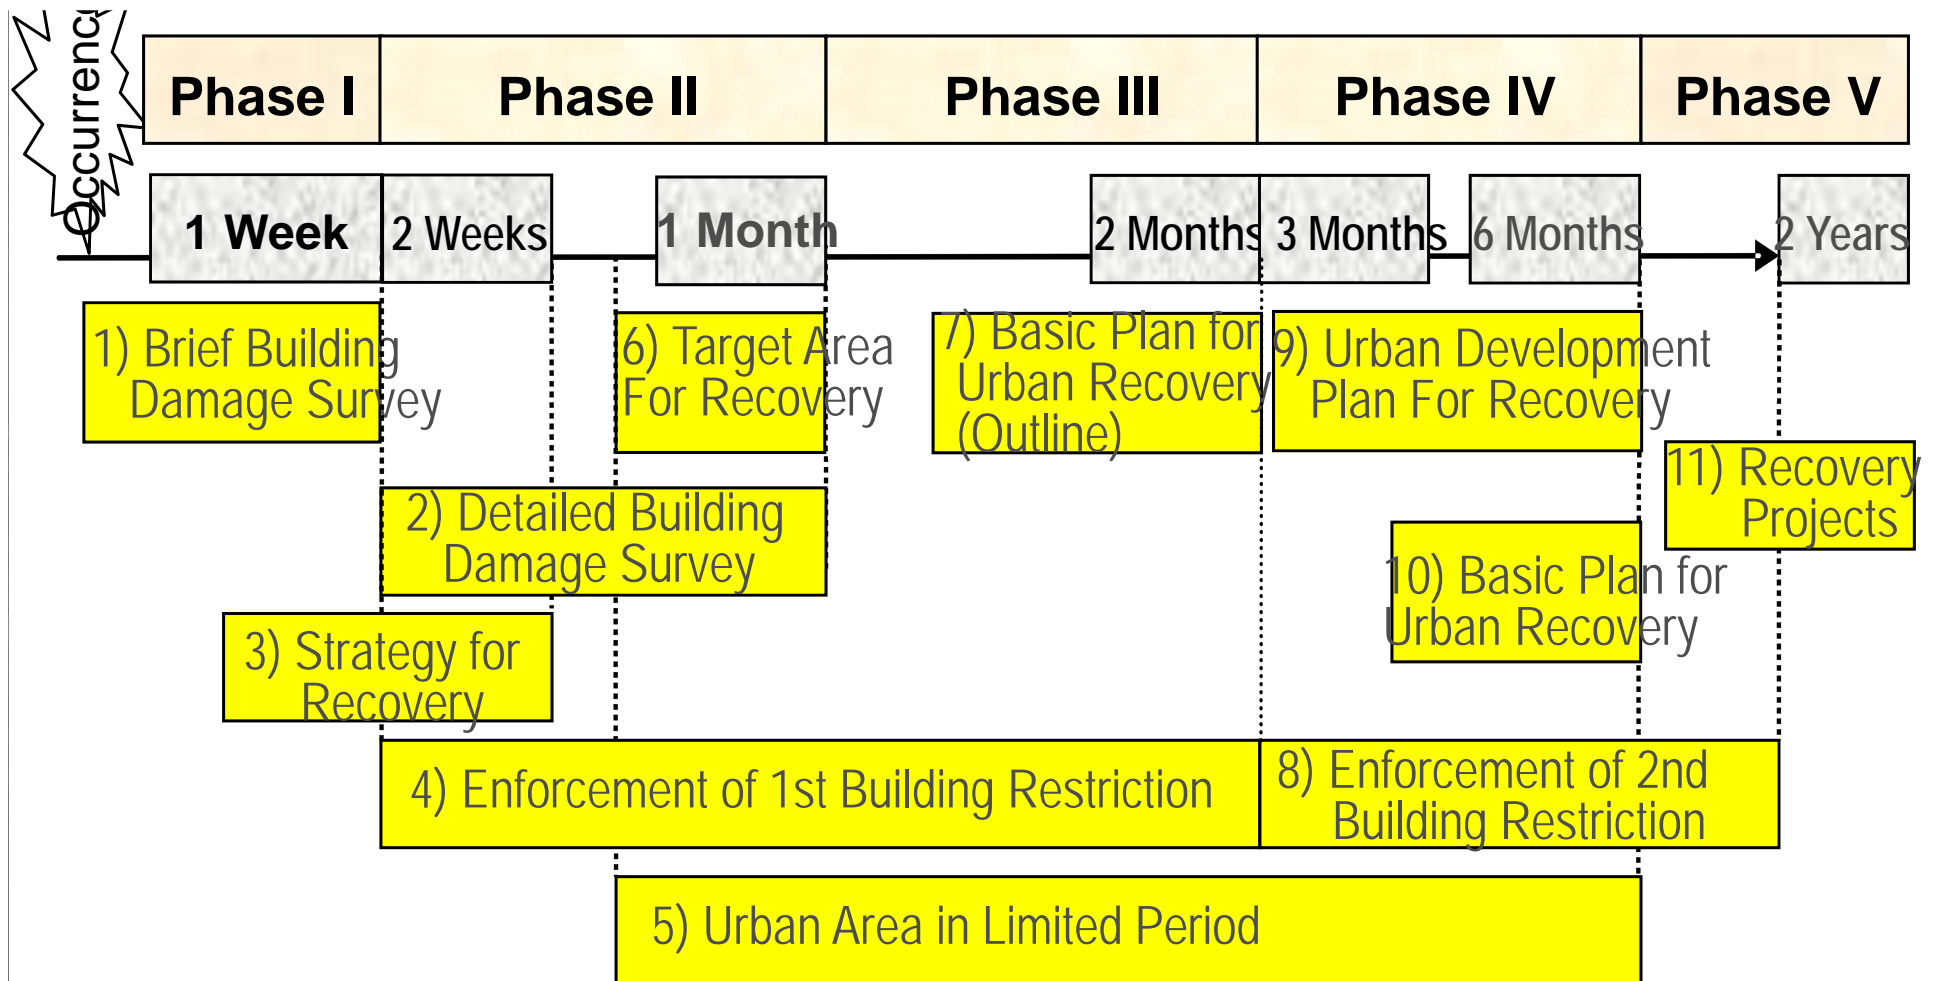 Occurrenc
Phase I
Phase II
Phase III
Phase IV
Phase V
1 Week
2 Weeks
1 Month
2 Months
3 Months
6 Months
2 Years
1) Brief Building
Damage Survey
6) Target Area
For Recovery
7) Basic Plan for
Urban Recovery
(Outline)
9) Urban Development
Plan For Recovery
11) Recovery
Projects
2) Detailed Building
Damage Survey
10) Basic Plan for
Urban Recovery
3) Strategy for
Recovery
4) Enforcement of 1st Building Restriction
8) Enforcement of 2nd
Building Restriction
5) Urban Area in Limited Period